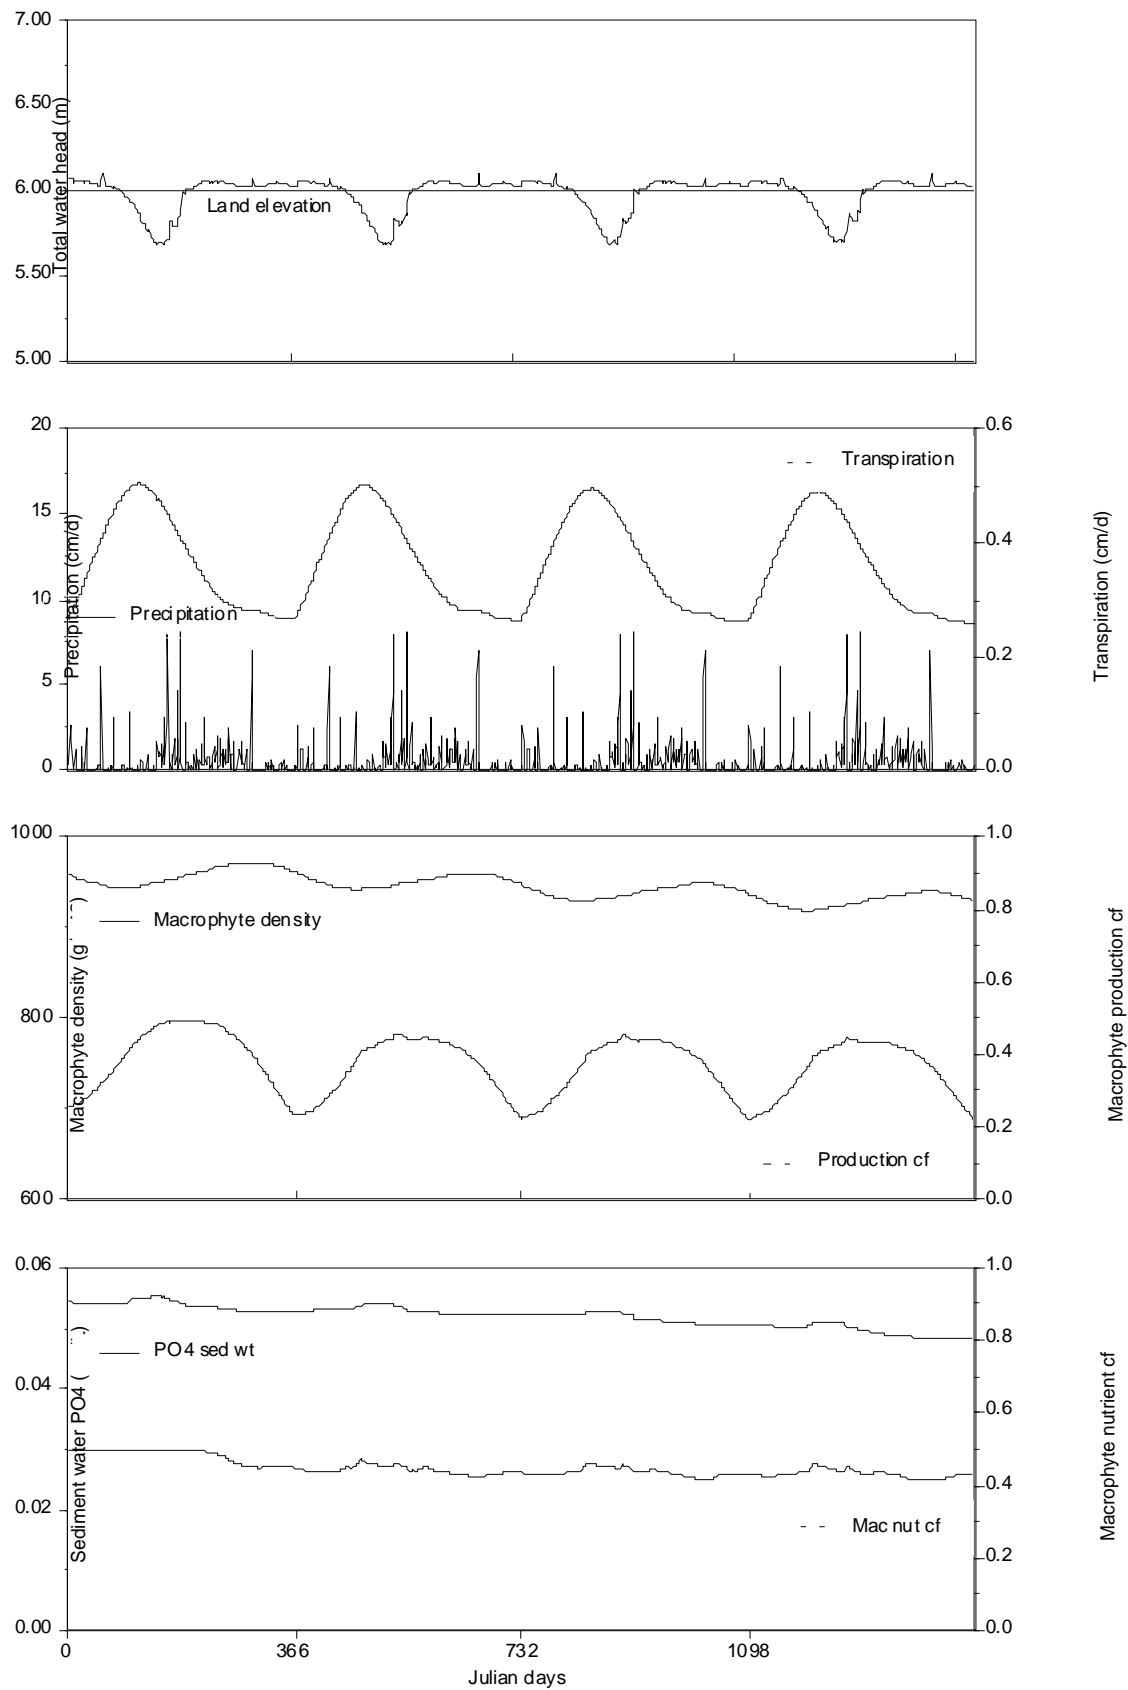 7.00
6.50
6.00
5.50
5.00
Total water head (m)
Land elevation
20
15
10
5
0
Precipitation (cm/d)
0.6
0.4
0.2
0.0
Transpiration (cm/d)
Transpiration
Precipitation
1000
800
600
Macrophyte density (g
1.0
0.8
0.6
0.4
0.2
0.0
Macrophyte production cf
Macrophyte density
Production cf
0.06
0.04
0.02
0.00
Sediment water PO4 (
1.0
0.8
0.6
0.4
0.2
0.0
Macrophyte nutrient cf
PO4 sed wt
Mac nut cf
0 366 732 1098
Julian days